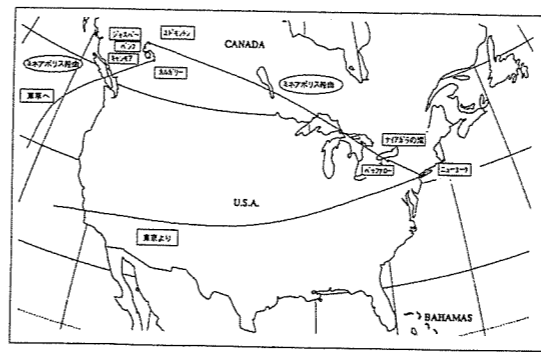 ジャスパー
エドモントン
バンフ
CANADA
キャンモア
ミネアポリス経由
カルガリー
ミネアポリス経由
東京へ
ナイアガラの滝
バッファロー
ニューヨーク
U.S.A.
東京より
BAHAMAS